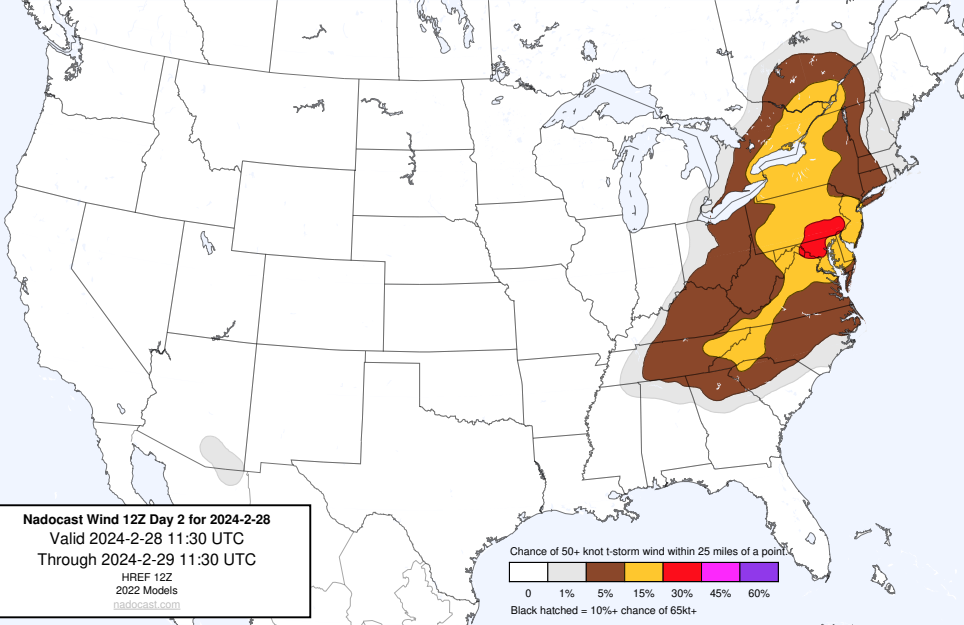 Nadocast Wind 12Z Day 2 for 2024-2-28
Valid 2024-2-28 11:30 UTC
Through 2024-2-29 11:30 UTC
HREF 12Z
2022 Models
nadocast.com
Chance of 50+ knot t-storm wind within 25 miles of a point.
0 1% 5% 15% 30% 45% 60%
Black hatched = 10%+ chance of 65kt+